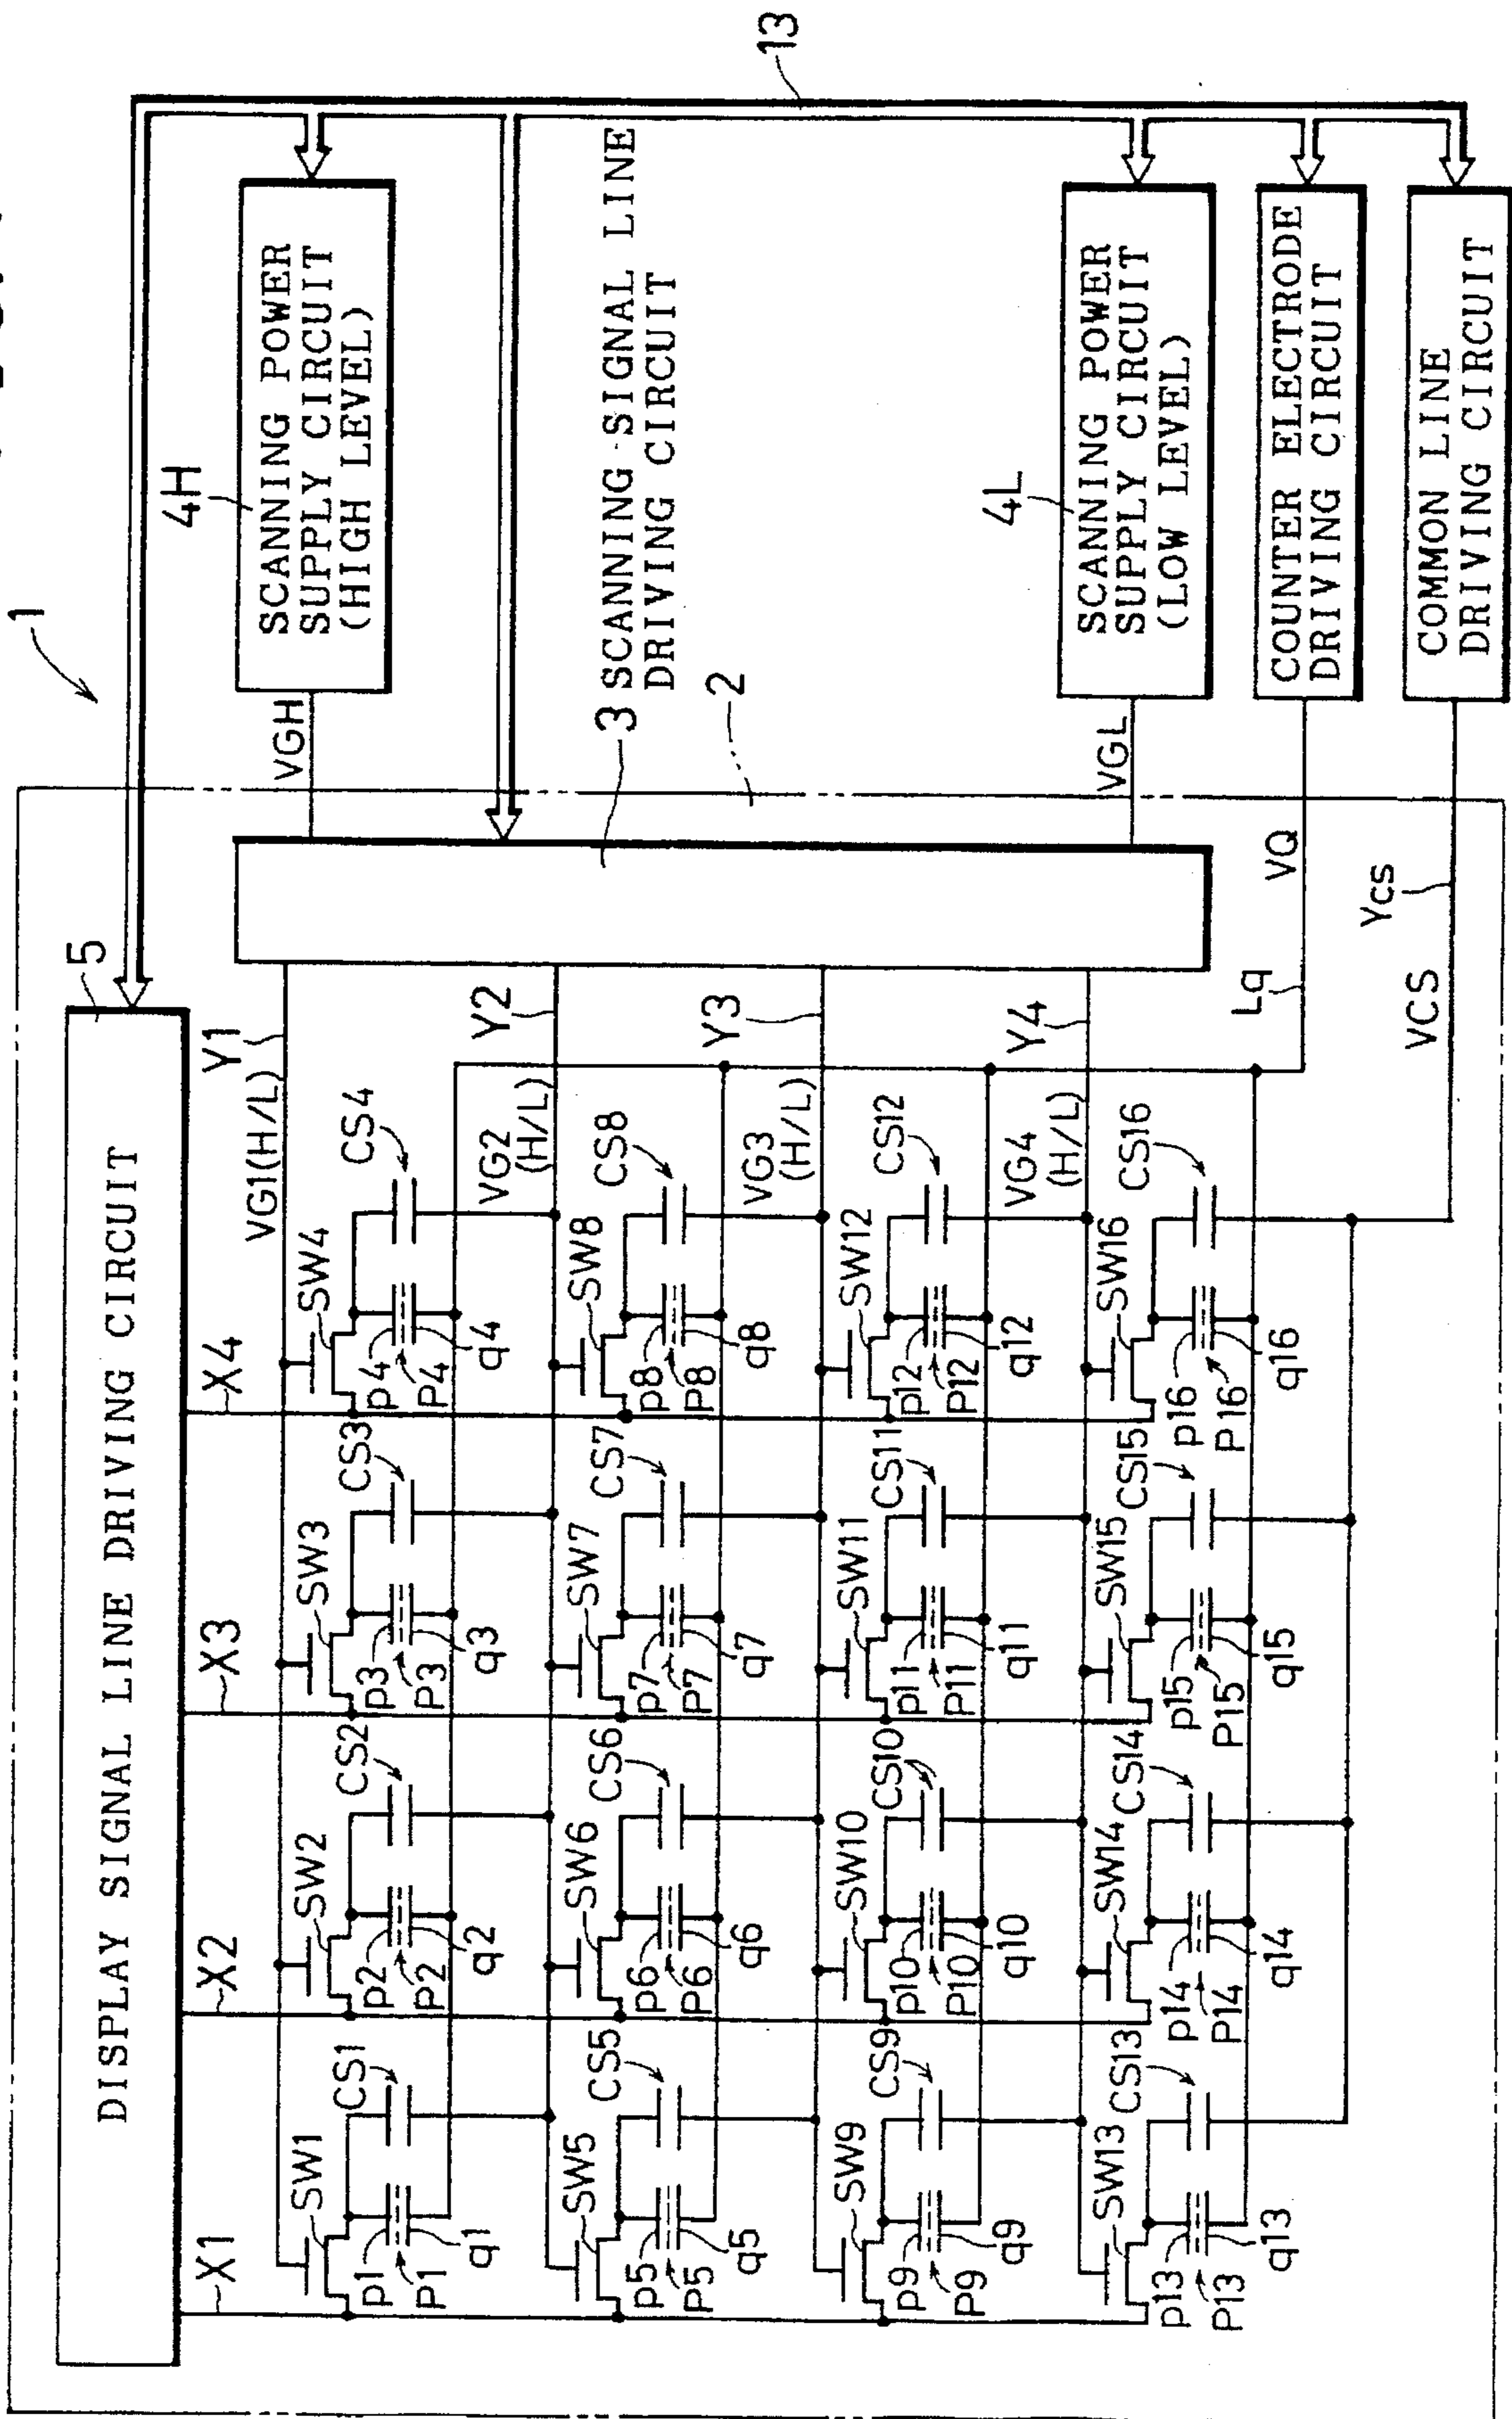 1
13
5
DISPLAY SIGNAL LINE DRIVING CIRCUIT
4H
SCANNING POWER
SUPPLY CIRCUIT
(HIGH LEVEL)
VGH
3
SCANNING SIGNAL LINE
DRIVING CIRCUIT
2
4L
SCANNING POWER
SUPPLY CIRCUIT
(LOW LEVEL)
VGL
COUNTER ELECTRODE
DRIVING CIRCUIT
VQ
Lq
COMMON LINE
DRIVING CIRCUIT
Ycs
VCS
X1
X2
X3
X4
VG1(H/L)
Y1
SW1
CS1
SW2
CS2
SW3
CS3
SW4
CS4
p1
P1
q1
p2
P2
q2
p3
P3
q3
p4
P4
q4
VG2
(H/L)
Y2
SW5
CS5
SW6
CS6
SW7
CS7
SW8
CS8
p5
P5
q5
p6
P6
q6
p7
P7
q7
p8
P8
q8
VG3
(H/L)
Y3
SW9
CS9
SW10
CS10
SW11
CS11
SW12
CS12
p9
P9
q9
p10
P10
q10
p11
P11
q11
p12
P12
q12
VG4
(H/L)
Y4
SW13
CS13
SW14
CS14
SW15
CS15
SW16
CS16
p13
P13
q13
p14
P14
q14
p15
P15
q15
p16
P16
q16